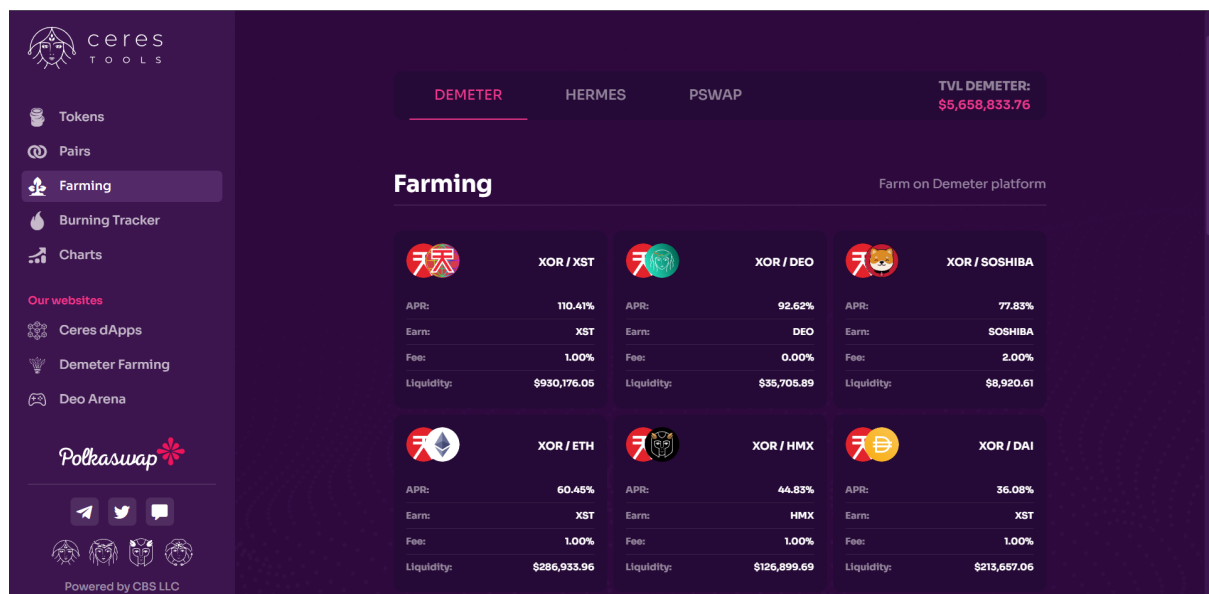 ceres
TOOLS
Tokens
Pairs
Farming
Burning Tracker
Charts
Our websites
Ceres dApps
Demeter Farming
Deo Arena
Polkaswap
Powered by CBS LLC
DEMETER HERMES PSWAP
TVL DEMETER:
$5,658,833.76
Farming
Farm on Demeter platform
XOR / XST
APR: 110.41%
Earn: XST
Fee: 1.00%
Liquidity: $930,176.05
XOR / DEO
APR: 92.62%
Earn: DEO
Fee: 0.00%
Liquidity: $35,705.89
XOR / SOSHIBA
APR: 77.83%
Earn: SOSHIBA
Fee: 2.00%
Liquidity: $8,920.61
XOR / ETH
APR: 60.45%
Earn: XST
Fee: 1.00%
Liquidity: $286,933.96
XOR / HMX
APR: 44.83%
Earn: HMX
Fee: 1.00%
Liquidity: $126,899.69
XOR / DAI
APR: 36.08%
Earn: XST
Fee: 1.00%
Liquidity: $213,657.06